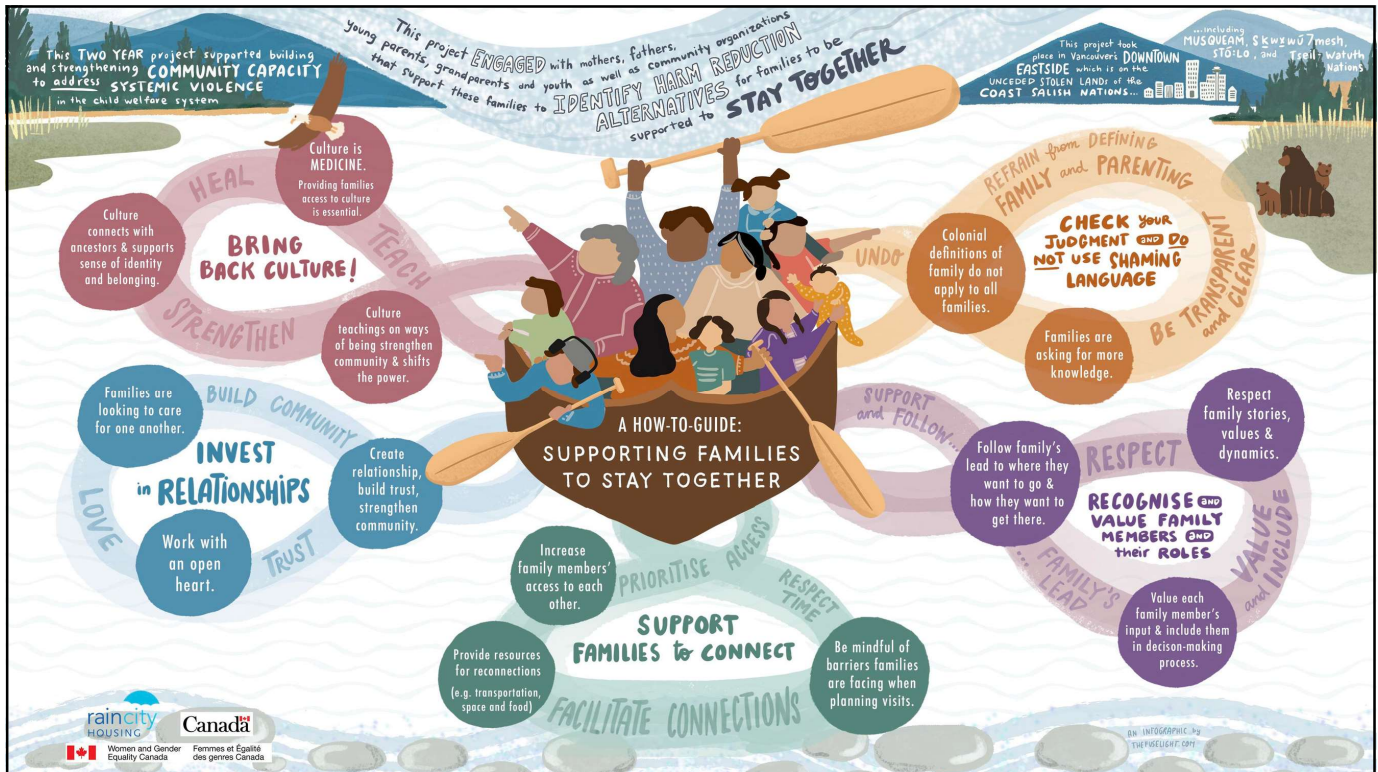 This TWO YEAR project supported building
and strengthening COMMUNITY CAPACITY
to address SYSTEMIC VIOLENCE
in the child welfare system
This project ENGAGED with mothers, fathers,
young parents, grandparents and youth as well as community organizations
that support these families to IDENTIFY HARM REDUCTION
ALTERNATIVES for families to be
supported to STAY TOGETHER
This project took
place in Vancouver's DOWNTOWN
EASTSIDE which is on the
UNCEDED STOLEN LANDS of the
COAST SALISH NATIONS...
...including
MUSQUEAM, Skwxwú7mesh,
STÓ:LO, and Tseil-Watuth
Nations
HEAL
TEACH
STRENGTHEN
BRING
BACK CULTURE!
Culture is
MEDICINE.
Providing families
access to culture
is essential.
Culture
connects with
ancestors & supports
sense of identity
and belonging.
Culture
teachings on ways
of being strengthen
community & shifts
the power.
UNDO
REFRAIN from DEFINING
FAMILY and PARENTING
BE TRANSPARENT
and CLEAR
CHECK your
JUDGMENT AND DO
NOT USE SHAMING
LANGUAGE
Colonial
definitions of
family do not
apply to all
families.
Families are
asking for more
knowledge.
A HOW-TO-GUIDE:
SUPPORTING FAMILIES
TO STAY TOGETHER
BUILD COMMUNITY
LOVE
TRUST
INVEST
in RELATIONSHIPS
Families are
looking to care
for one another.
Create
relationship,
build trust,
strengthen
community.
Work with
an open
heart.
SUPPORT
and FOLLOW...
...FAMILY'S
LEAD
RESPECT
VALUE
and INCLUDE
RECOGNISE AND
VALUE FAMILY
MEMBERS AND
their ROLES
Follow family's
lead to where they
want to go &
how they want to
get there.
Respect
family stories,
values &
dynamics.
Value each
family member's
input & include them
in decison-making
process.
PRIORITISE ACCESS
RESPECT
TIME
FACILITATE CONNECTIONS
SUPPORT
FAMILIES to CONNECT
Increase
family members'
access to each
other.
Provide resources
for reconnections
(e.g. transportation,
space and food)
Be mindful of
barriers families
are facing when
planning visits.
raincity
HOUSING
Canada
Women and Gender
Equality Canada
Femmes et Égalité
des genres Canada
AN INFOGRAPHIC by
THEFUSELIGHT.COM